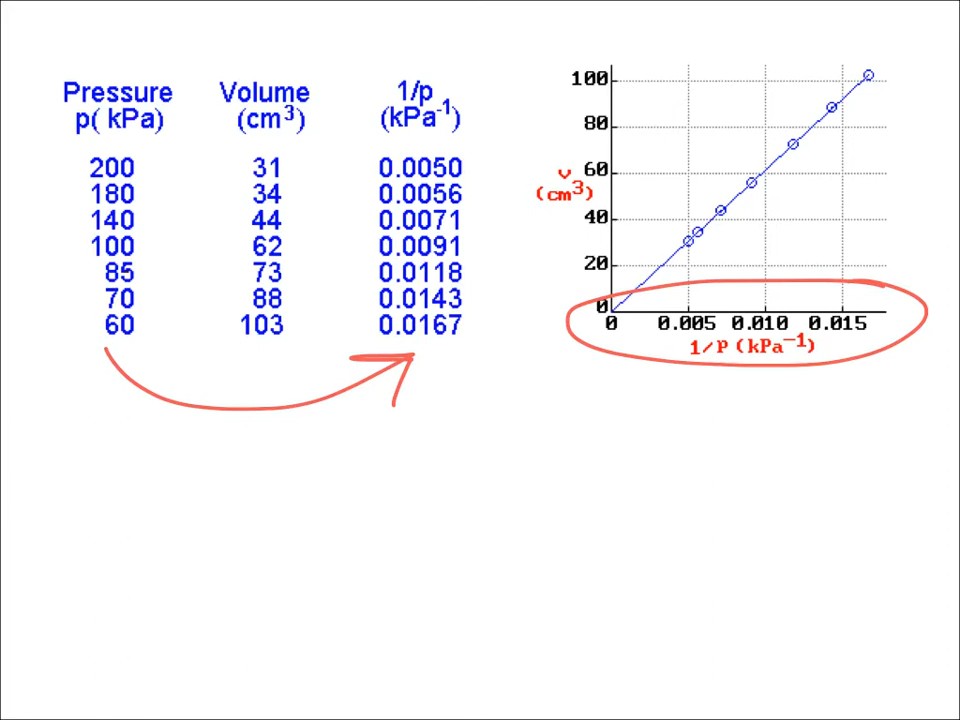 Pressure Volume 1/p
p( kPa) (cm³) (kPa⁻¹)
200 31 0.0050
180 34 0.0056
140 44 0.0071
100 62 0.0091
85 73 0.0118
70 88 0.0143
60 103 0.0167
100
80
60
40
20
0
v
(cm³)
0 0.005 0.010 0.015
1/P (kPa⁻¹)